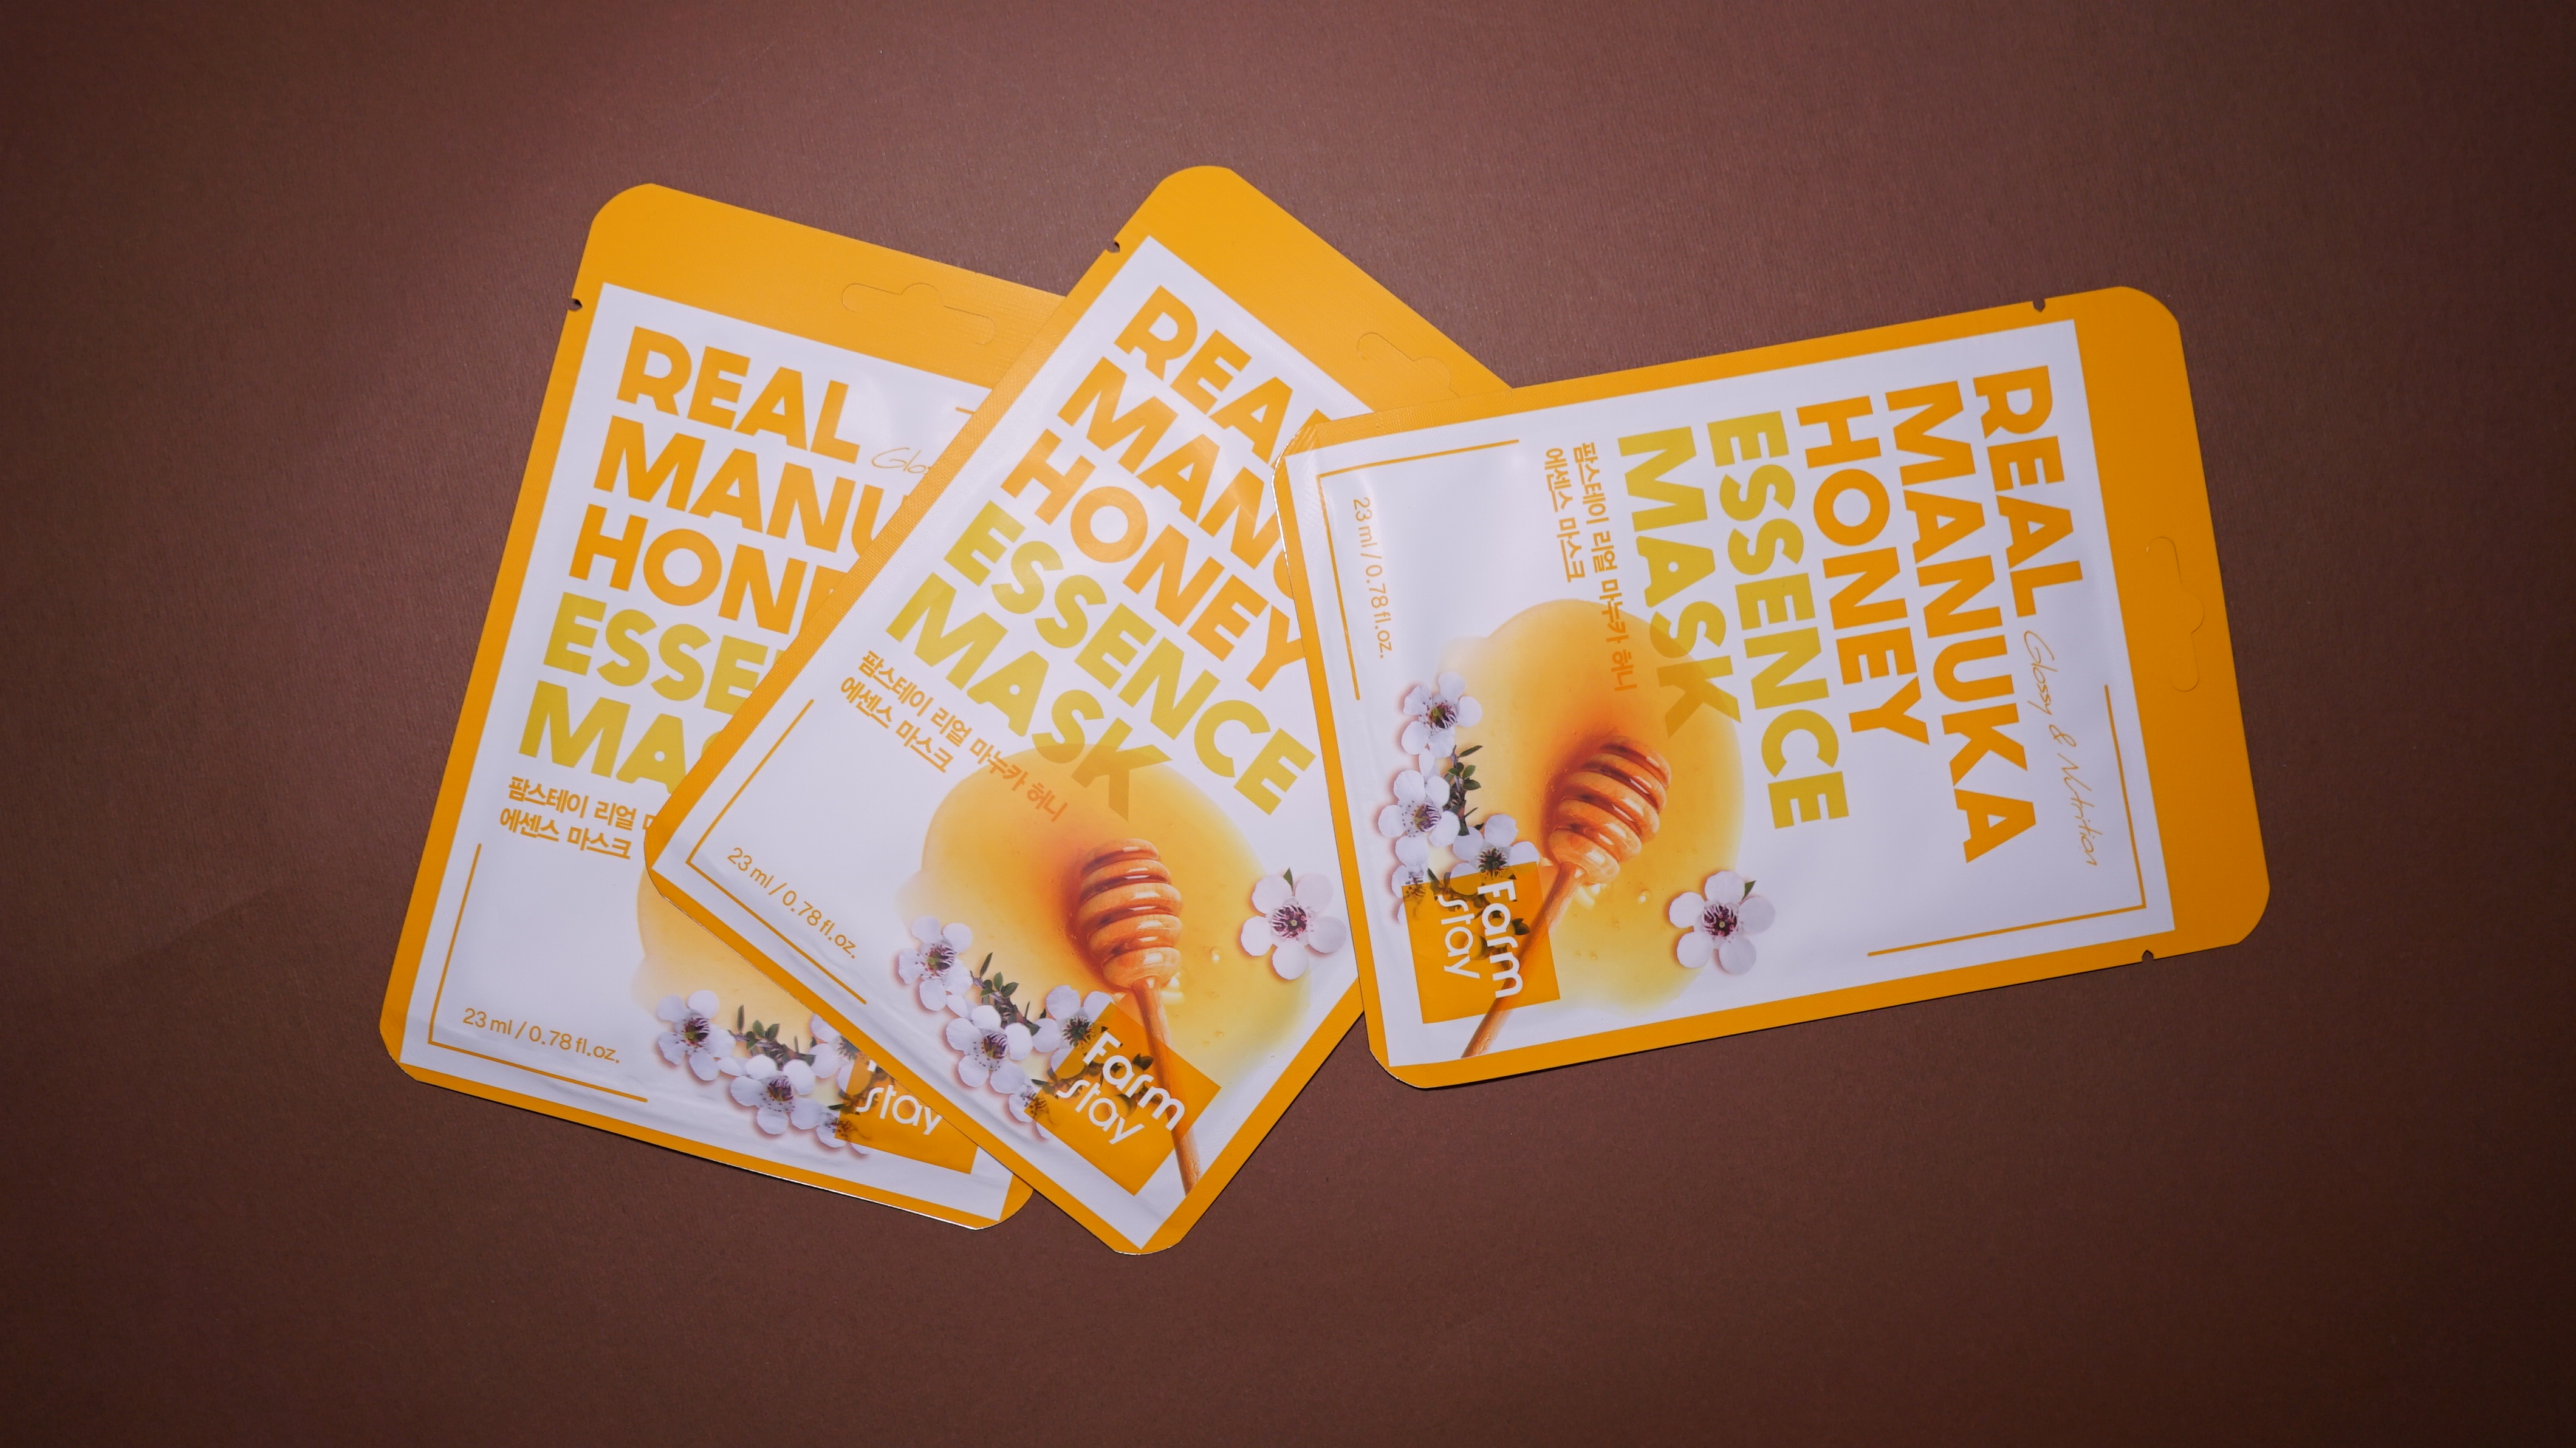 REAL
Glos
MANU
HON
ESSE
MAS
팜스테이 리얼
에센스 마스크
23 ml / 0.78 fl.oz.
stay
REAL
MANU
HONEY
ESSENCE
MASK
팜스테이 리얼 마누카 허니
에센스 마스크
23 ml / 0.78 fl.oz.
Farm
stay
REAL
Glossy & Nutrition
MANUKA
HONEY
ESSENCE
MASK
팜스테이 리얼 마누카 허니
에센스 마스크
23 ml / 0.78 fl.oz.
Farm
stay